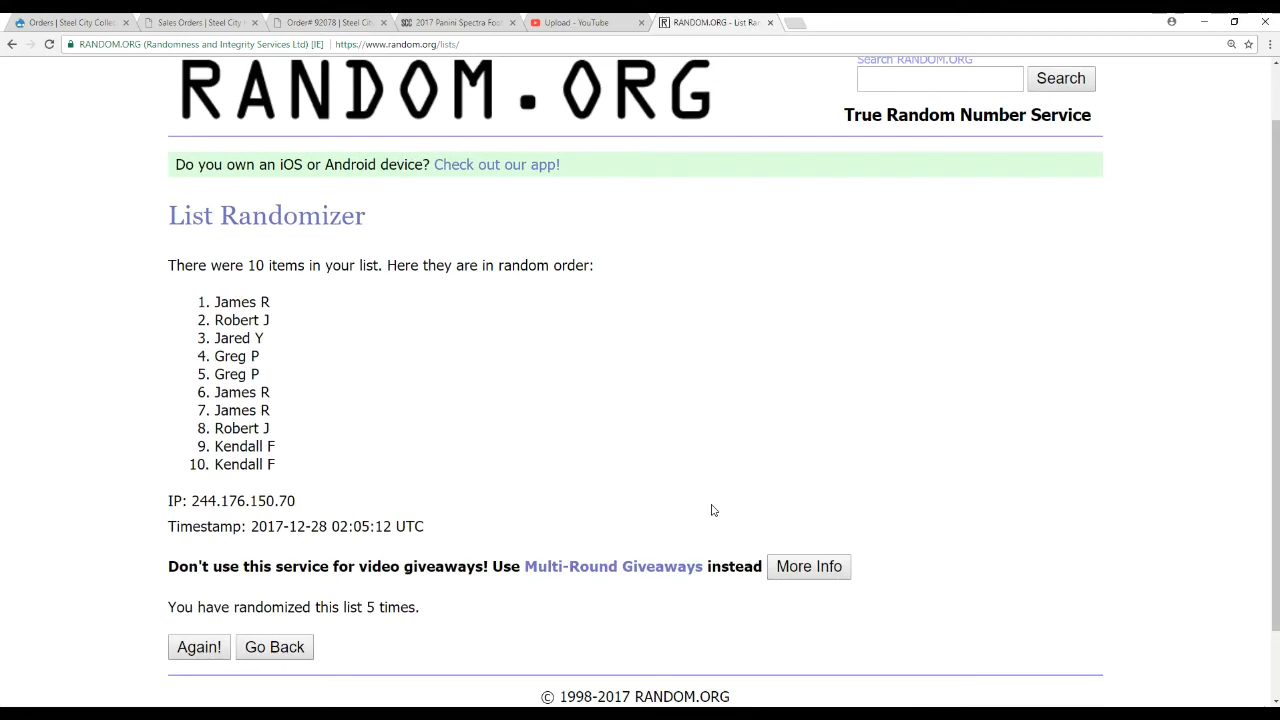 Orders | Steel City Collec
Sales Orders | Steel City
Order# 92078 | Steel City
2017 Panini Spectra Foot
Upload - YouTube
RANDOM.ORG - List Ra
RANDOM.ORG (Randomness and Integrity Services Ltd) [IE]
https://www.random.org/lists/
RANDOM.ORG
Search RANDOM.ORG
Search
True Random Number Service
Do you own an iOS or Android device? Check out our app!
List Randomizer
There were 10 items in your list. Here they are in random order:
1. James R
2. Robert J
3. Jared Y
4. Greg P
5. Greg P
6. James R
7. James R
8. Robert J
9. Kendall F
10. Kendall F
IP: 244.176.150.70
Timestamp: 2017-12-28 02:05:12 UTC
Don't use this service for video giveaways! Use Multi-Round Giveaways instead More Info
You have randomized this list 5 times.
Again! Go Back
© 1998-2017 RANDOM.ORG